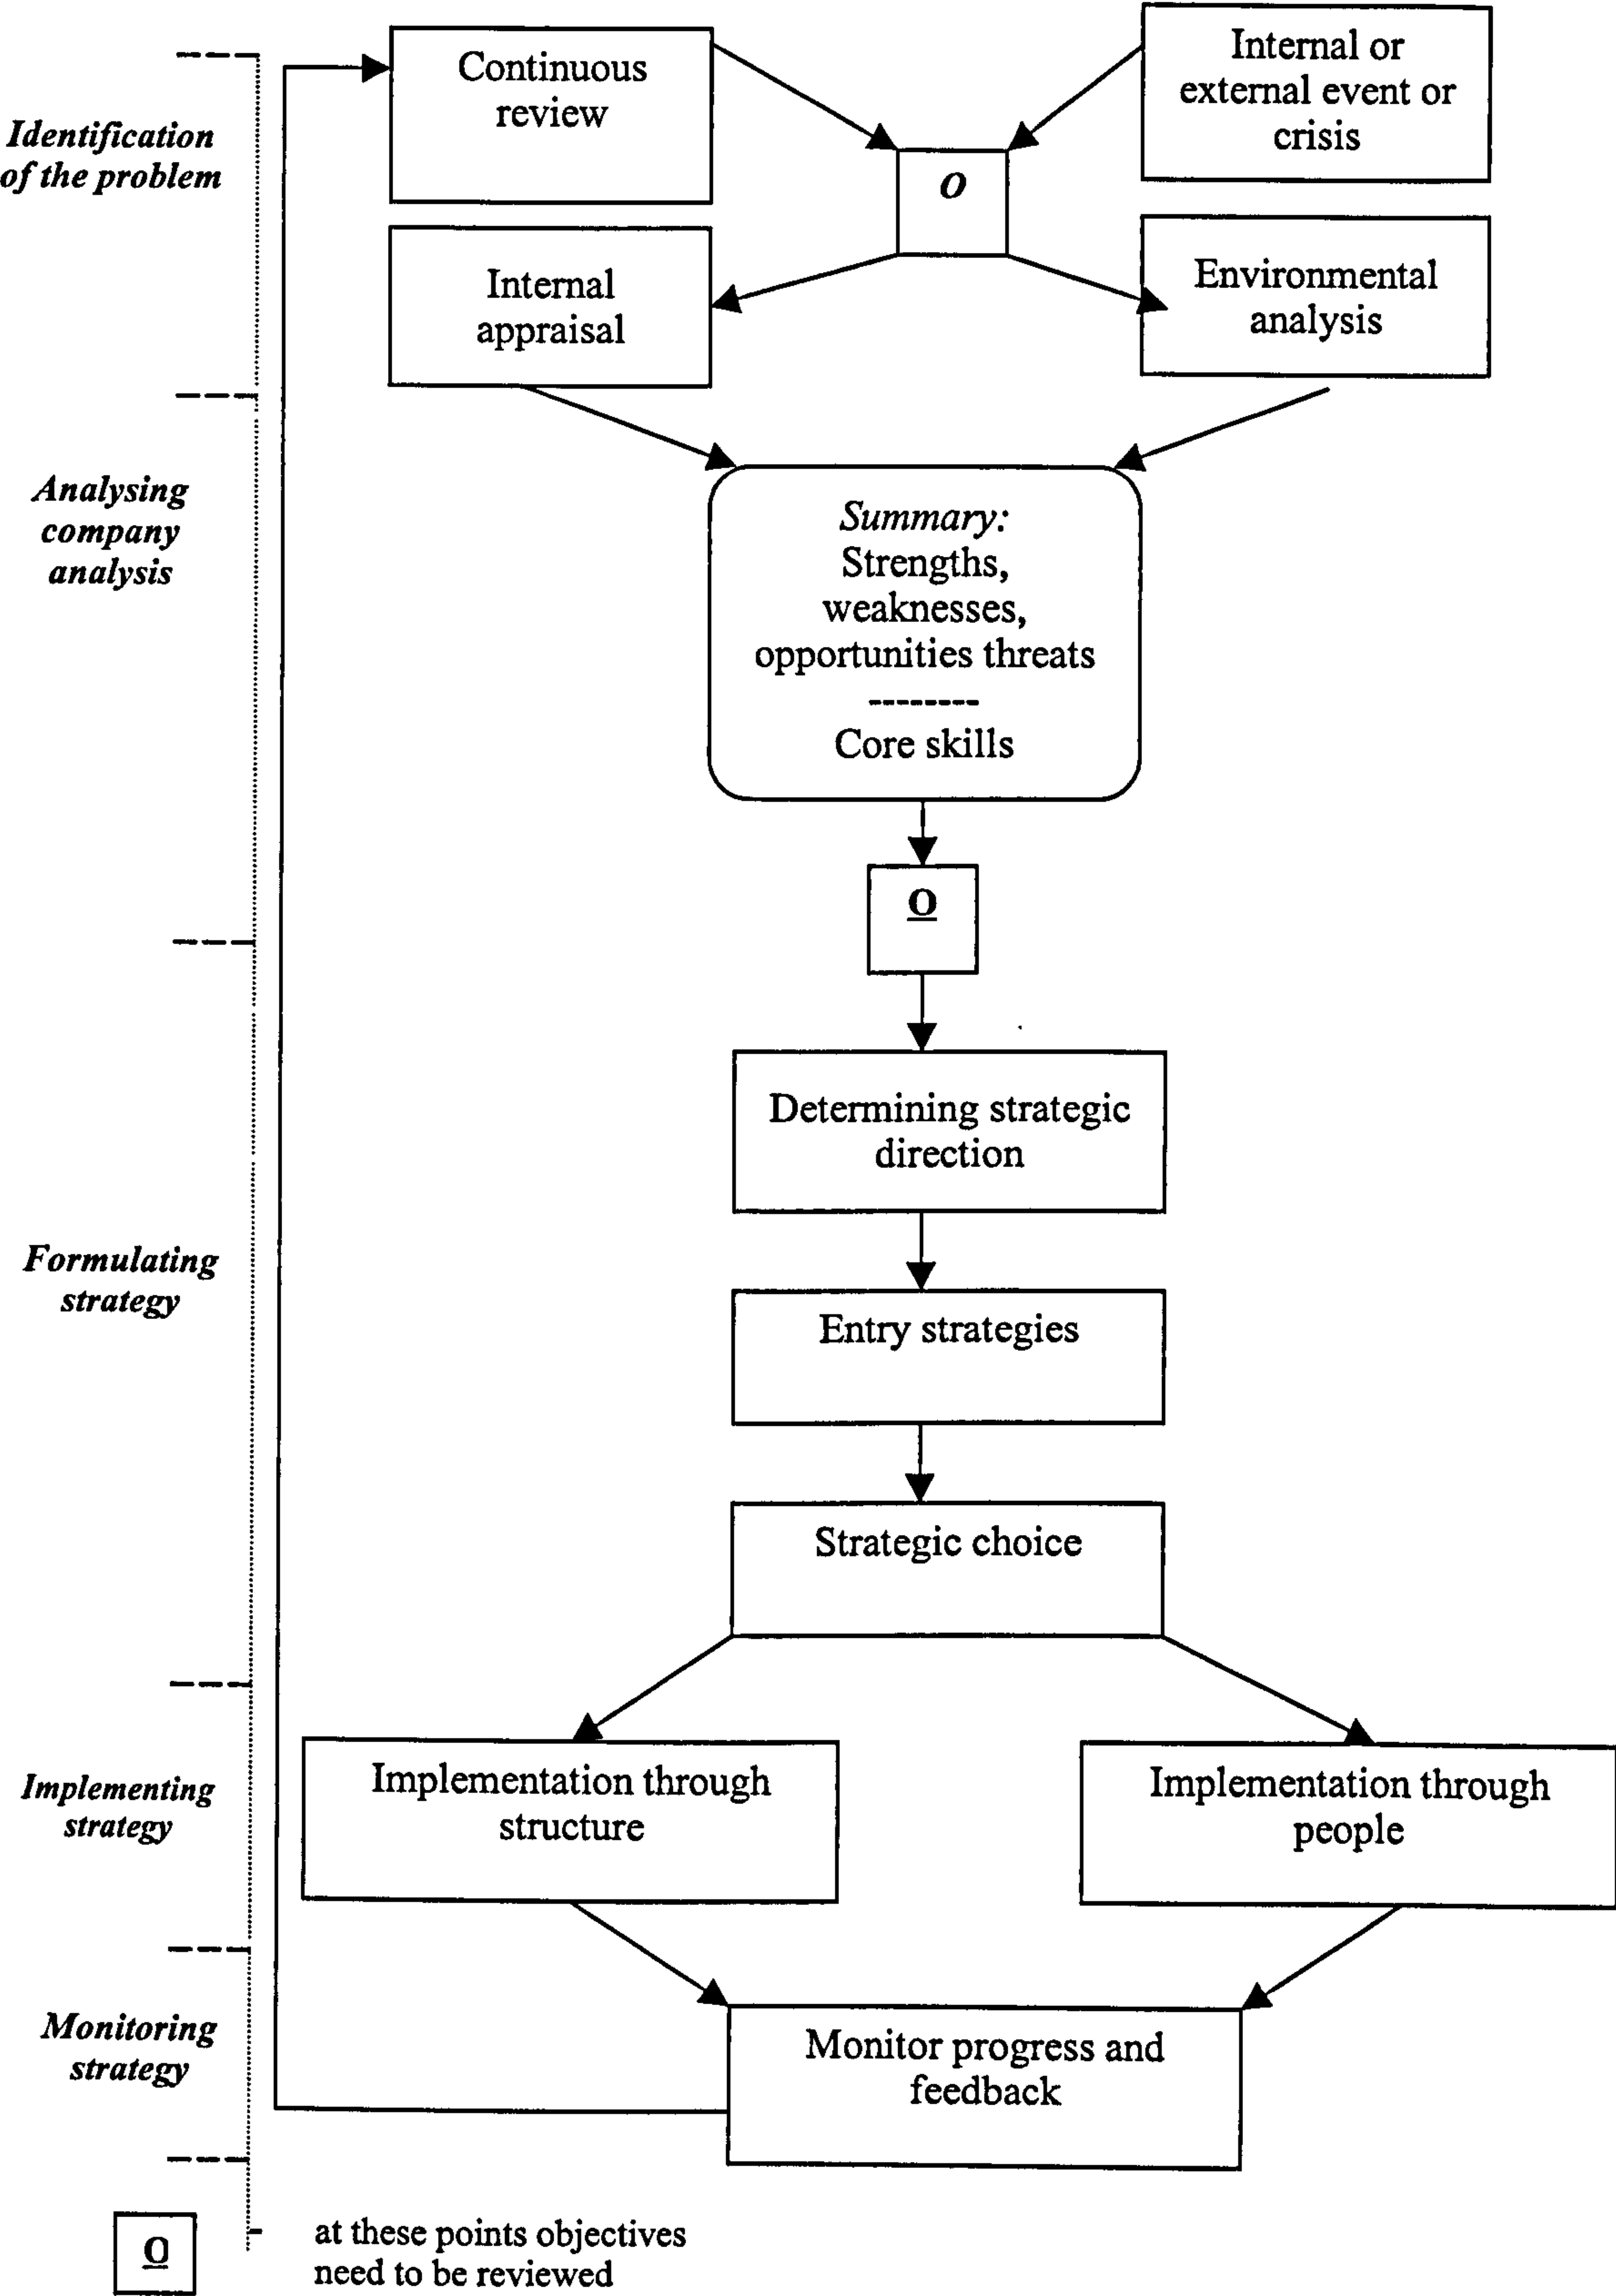 Continuous
review
Internal or
external event or
crisis
Identification
of the problem
O
Internal
appraisal
Environmental
analysis
Analysing
company
analysis
Summary:
Strengths,
weaknesses,
opportunities threats
--------
Core skills
O
Determining strategic
direction
Formulating
strategy
Entry strategies
Strategic choice
Implementing
strategy
Implementation through
structure
Implementation through
people
Monitoring
strategy
Monitor progress and
feedback
O
- at these points objectives
need to be reviewed